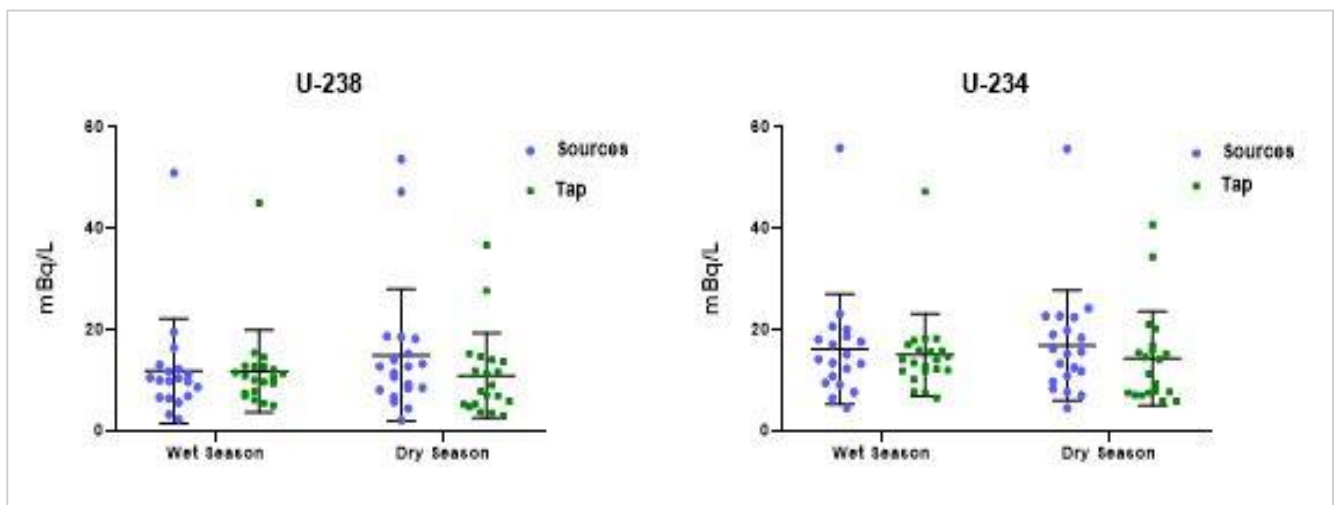 U-238
60
40
20
0
mBq/L
Sources
Tap
Wet Season
Dry Season
U-234
60
40
20
0
mBq/L
Sources
Tap
Wet Season
Dry Season